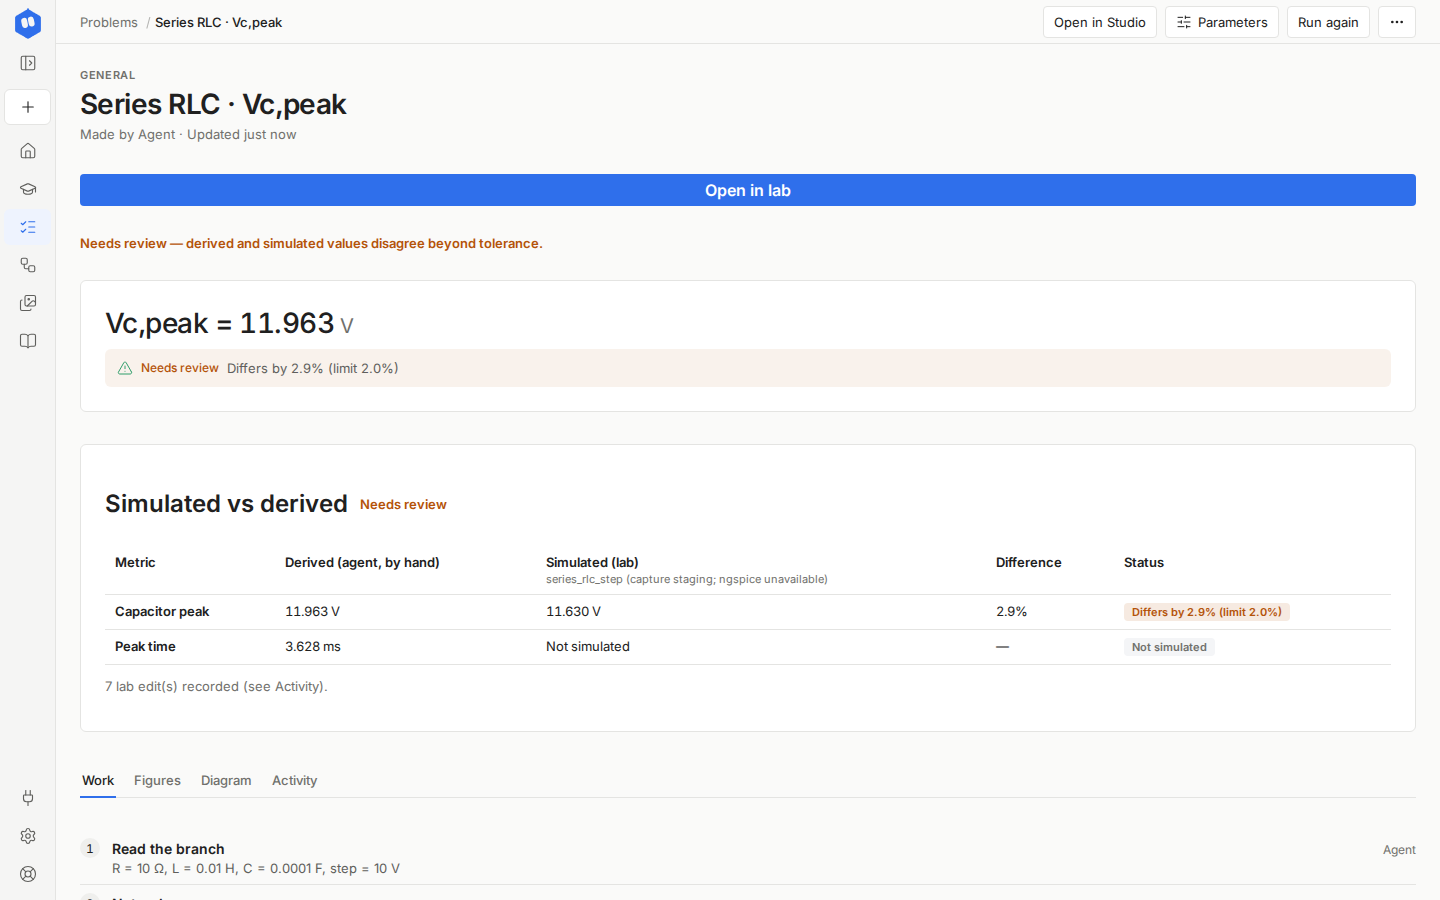 Problems / Series RLC · Vc,peak
Open in Studio
Parameters
Run again
GENERAL
Series RLC · Vc,peak
Made by Agent · Updated just now
Open in lab
Needs review — derived and simulated values disagree beyond tolerance.
Vc,peak = 11.963 V
Needs review Differs by 2.9% (limit 2.0%)
Simulated vs derived Needs review
Metric Derived (agent, by hand) Simulated (lab) Difference Status
series_rlc_step (capture staging; ngspice unavailable)
Capacitor peak 11.963 V 11.630 V 2.9% Differs by 2.9% (limit 2.0%)
Peak time 3.628 ms Not simulated — Not simulated
7 lab edit(s) recorded (see Activity).
Work Figures Diagram Activity
1 Read the branch Agent
R = 10 Ω, L = 0.01 H, C = 0.0001 F, step = 10 V